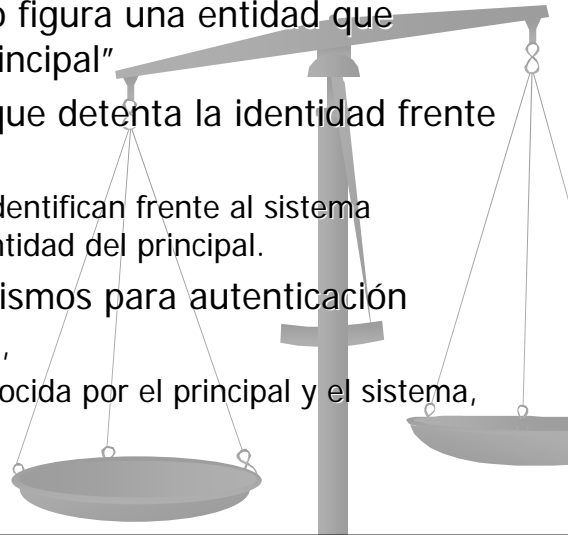 figura una entidad que
incipal”
que detenta la identidad frente
dentifican frente al sistema
ntidad del principal.
ismos para autenticación
,
ocida por el principal y el sistema,